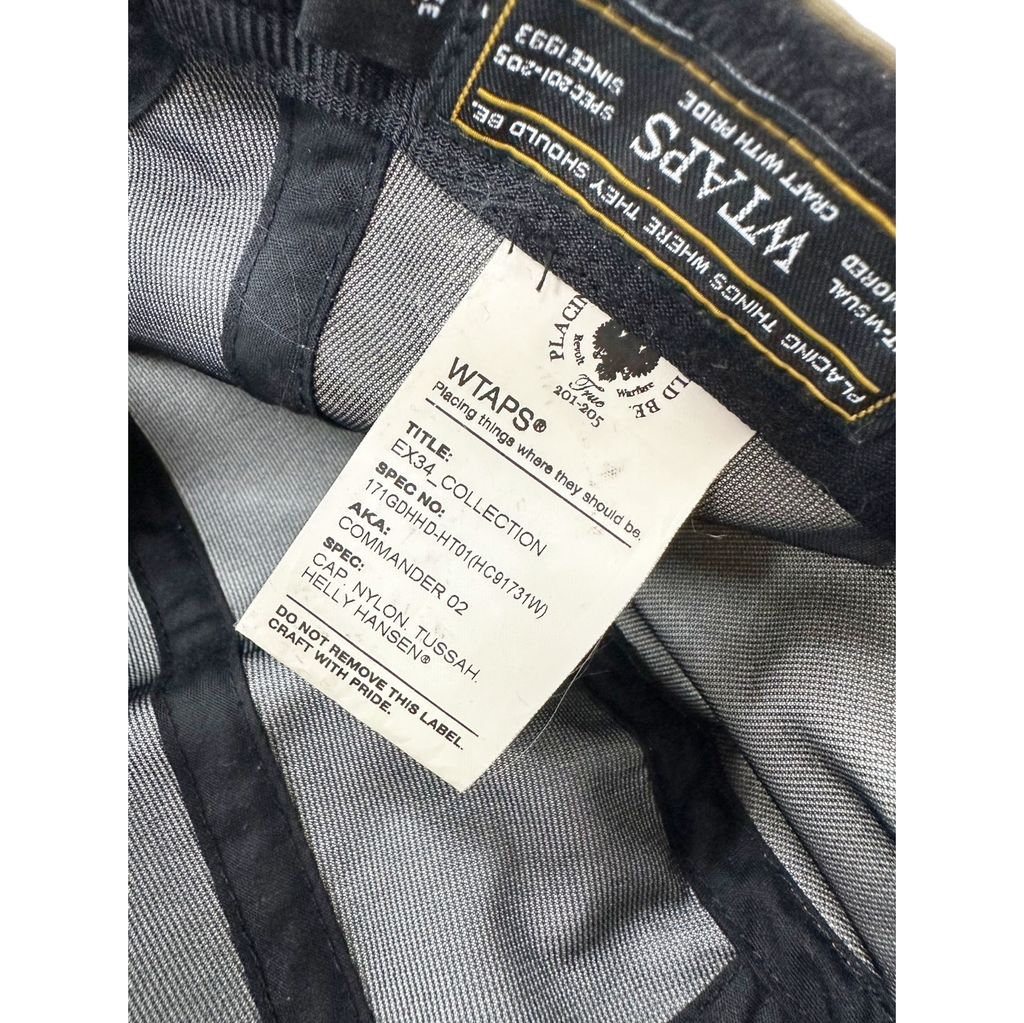 SPEC 201-205
SINCE 1993
WTAPS
CRAFT WITH PRIDE
PLACING THINGS WHERE THEY SHOULD BE.
Revolt
Warfare
True
201-205
WTAPS®
Placing things where they should be.
TITLE:
EX34_COLLECTION
SPEC NO:
171GDHHD-HT01(HC91731W)
AKA:
COMMANDER 02
SPEC:
CAP. NYLON. TUSSAH.
HELLY HANSEN®
DO NOT REMOVE THIS LABEL.
CRAFT WITH PRIDE.